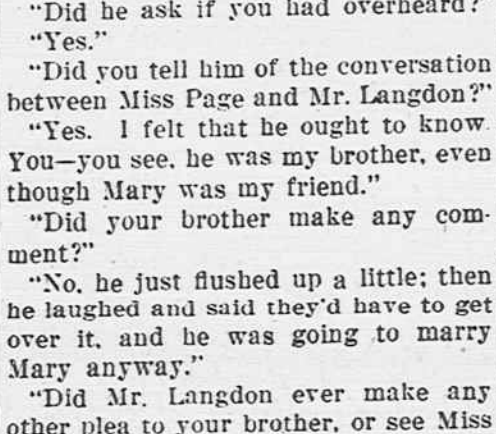 "Did he ask if you had overheard?"
"Yes."
"Did you tell him of the conversation
between Miss Page and Mr. Langdon?"
"Yes. I felt that he ought to know.
You—you see, he was my brother, even
though Mary was my friend."
"Did your brother make any com-
ment?"
"No, he just flushed up a little; then
he laughed and said they'd have to get
over it, and he was going to marry
Mary anyway."
"Did Mr. Langdon ever make any
other plea to your brother, or see Miss